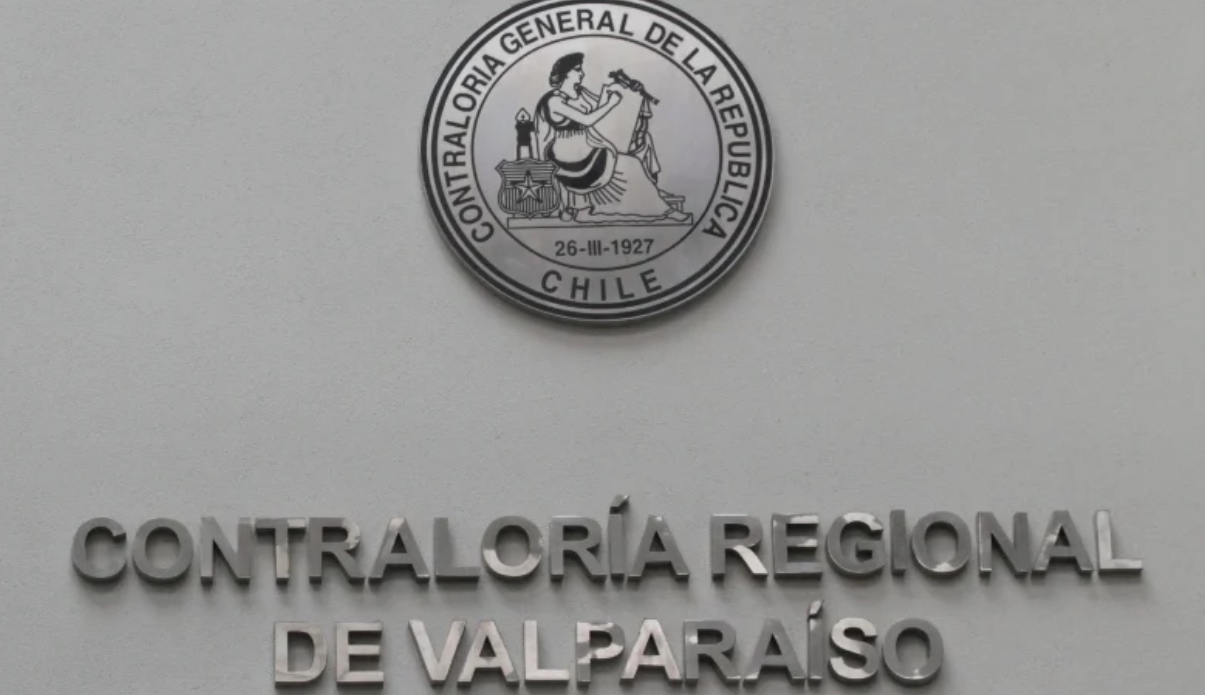 CONTRALORIA GENERAL DE LA REPUBLICA
26-III-1927
CHILE
CONTRALORÍA REGIONAL
DE VALPARAÍSO